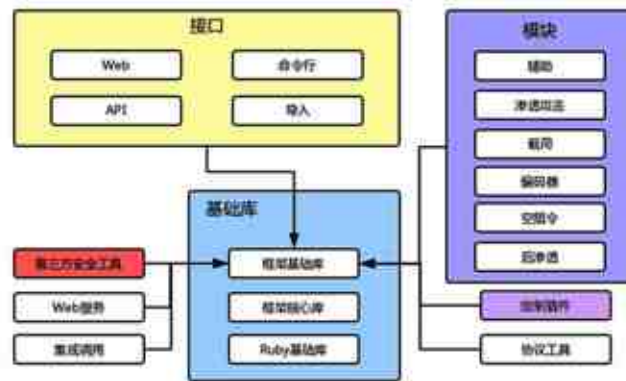 接口
Web
命令行
API
导入
模块
辅助
渗透攻击
载荷
编码器
空指令
后渗透
基础库
框架基础库
框架核心库
Ruby基础库
第三方安全工具
Web服务
集成调用
定制插件
协议工具